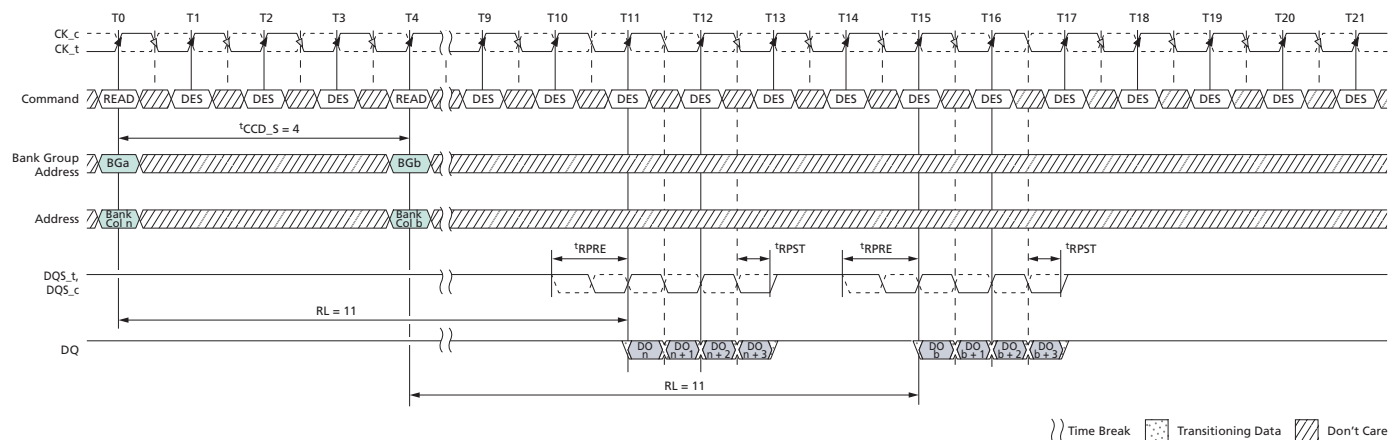 T0 T1 T2 T3 T4 T9 T10 T11 T12 T13 T14 T15 T16 T17 T18 T19 T20 T21
CK_c
CK_t
Command READ DES DES DES READ DES DES DES DES DES DES DES DES DES DES DES DES DES
tCCD_S = 4
Bank Group
Address
BGa BGb
Address
Bank
Col n
Bank
Col b
tRPRE tRPST tRPRE tRPST
DQS_t,
DQS_c
RL = 11
DQ
DO
n
DO
n + 1
DO
n + 2
DO
n + 3
DO
b
DO
b + 1
DO
b + 2
DO
b + 3
RL = 11
Time Break Transitioning Data Don't Care